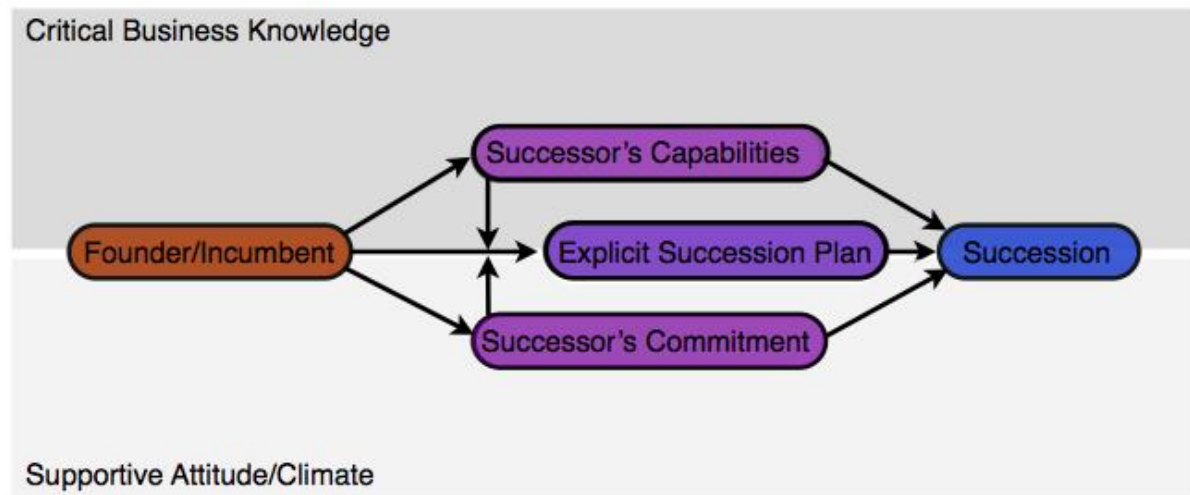 Critical Business Knowledge
Successor's Capabilities
Founder/Incumbent
Explicit Succession Plan
Succession
Successor's Commitment
Supportive Attitude/Climate